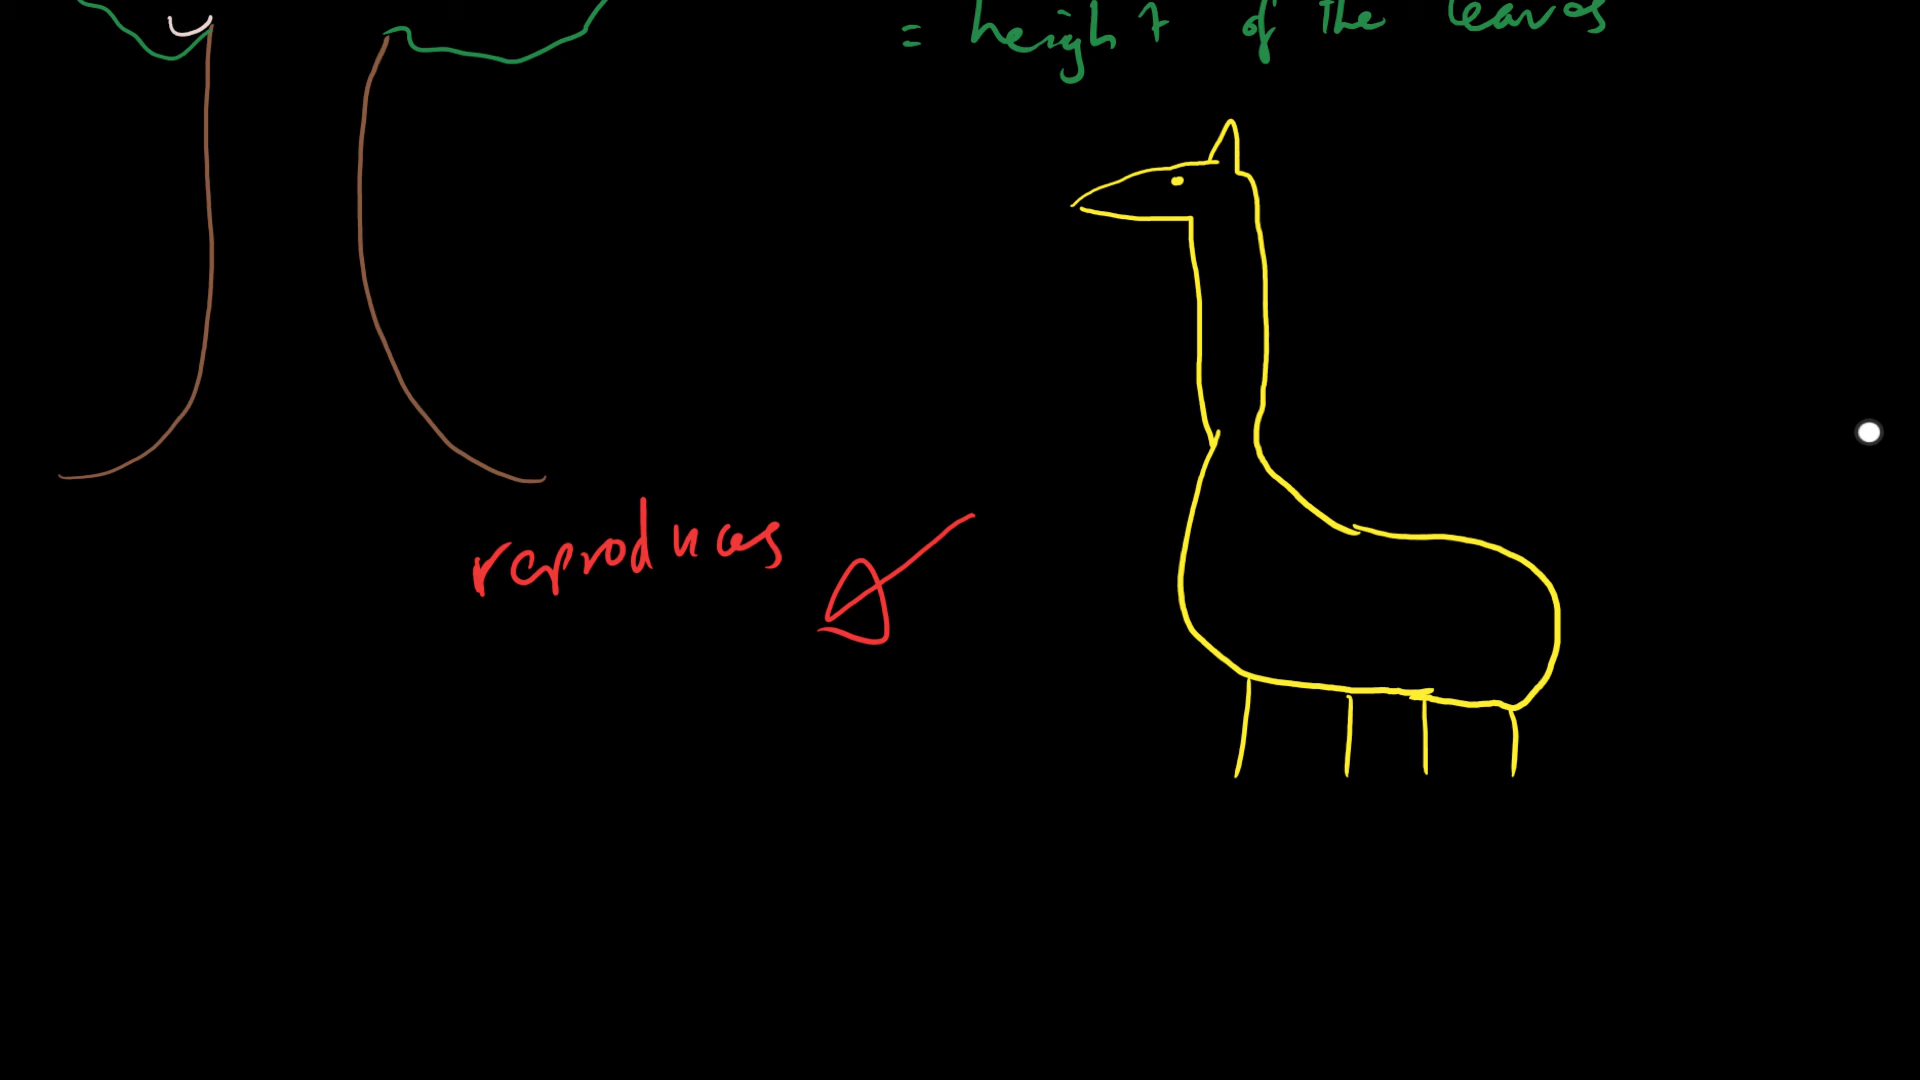 = height of the leaves
reproduces